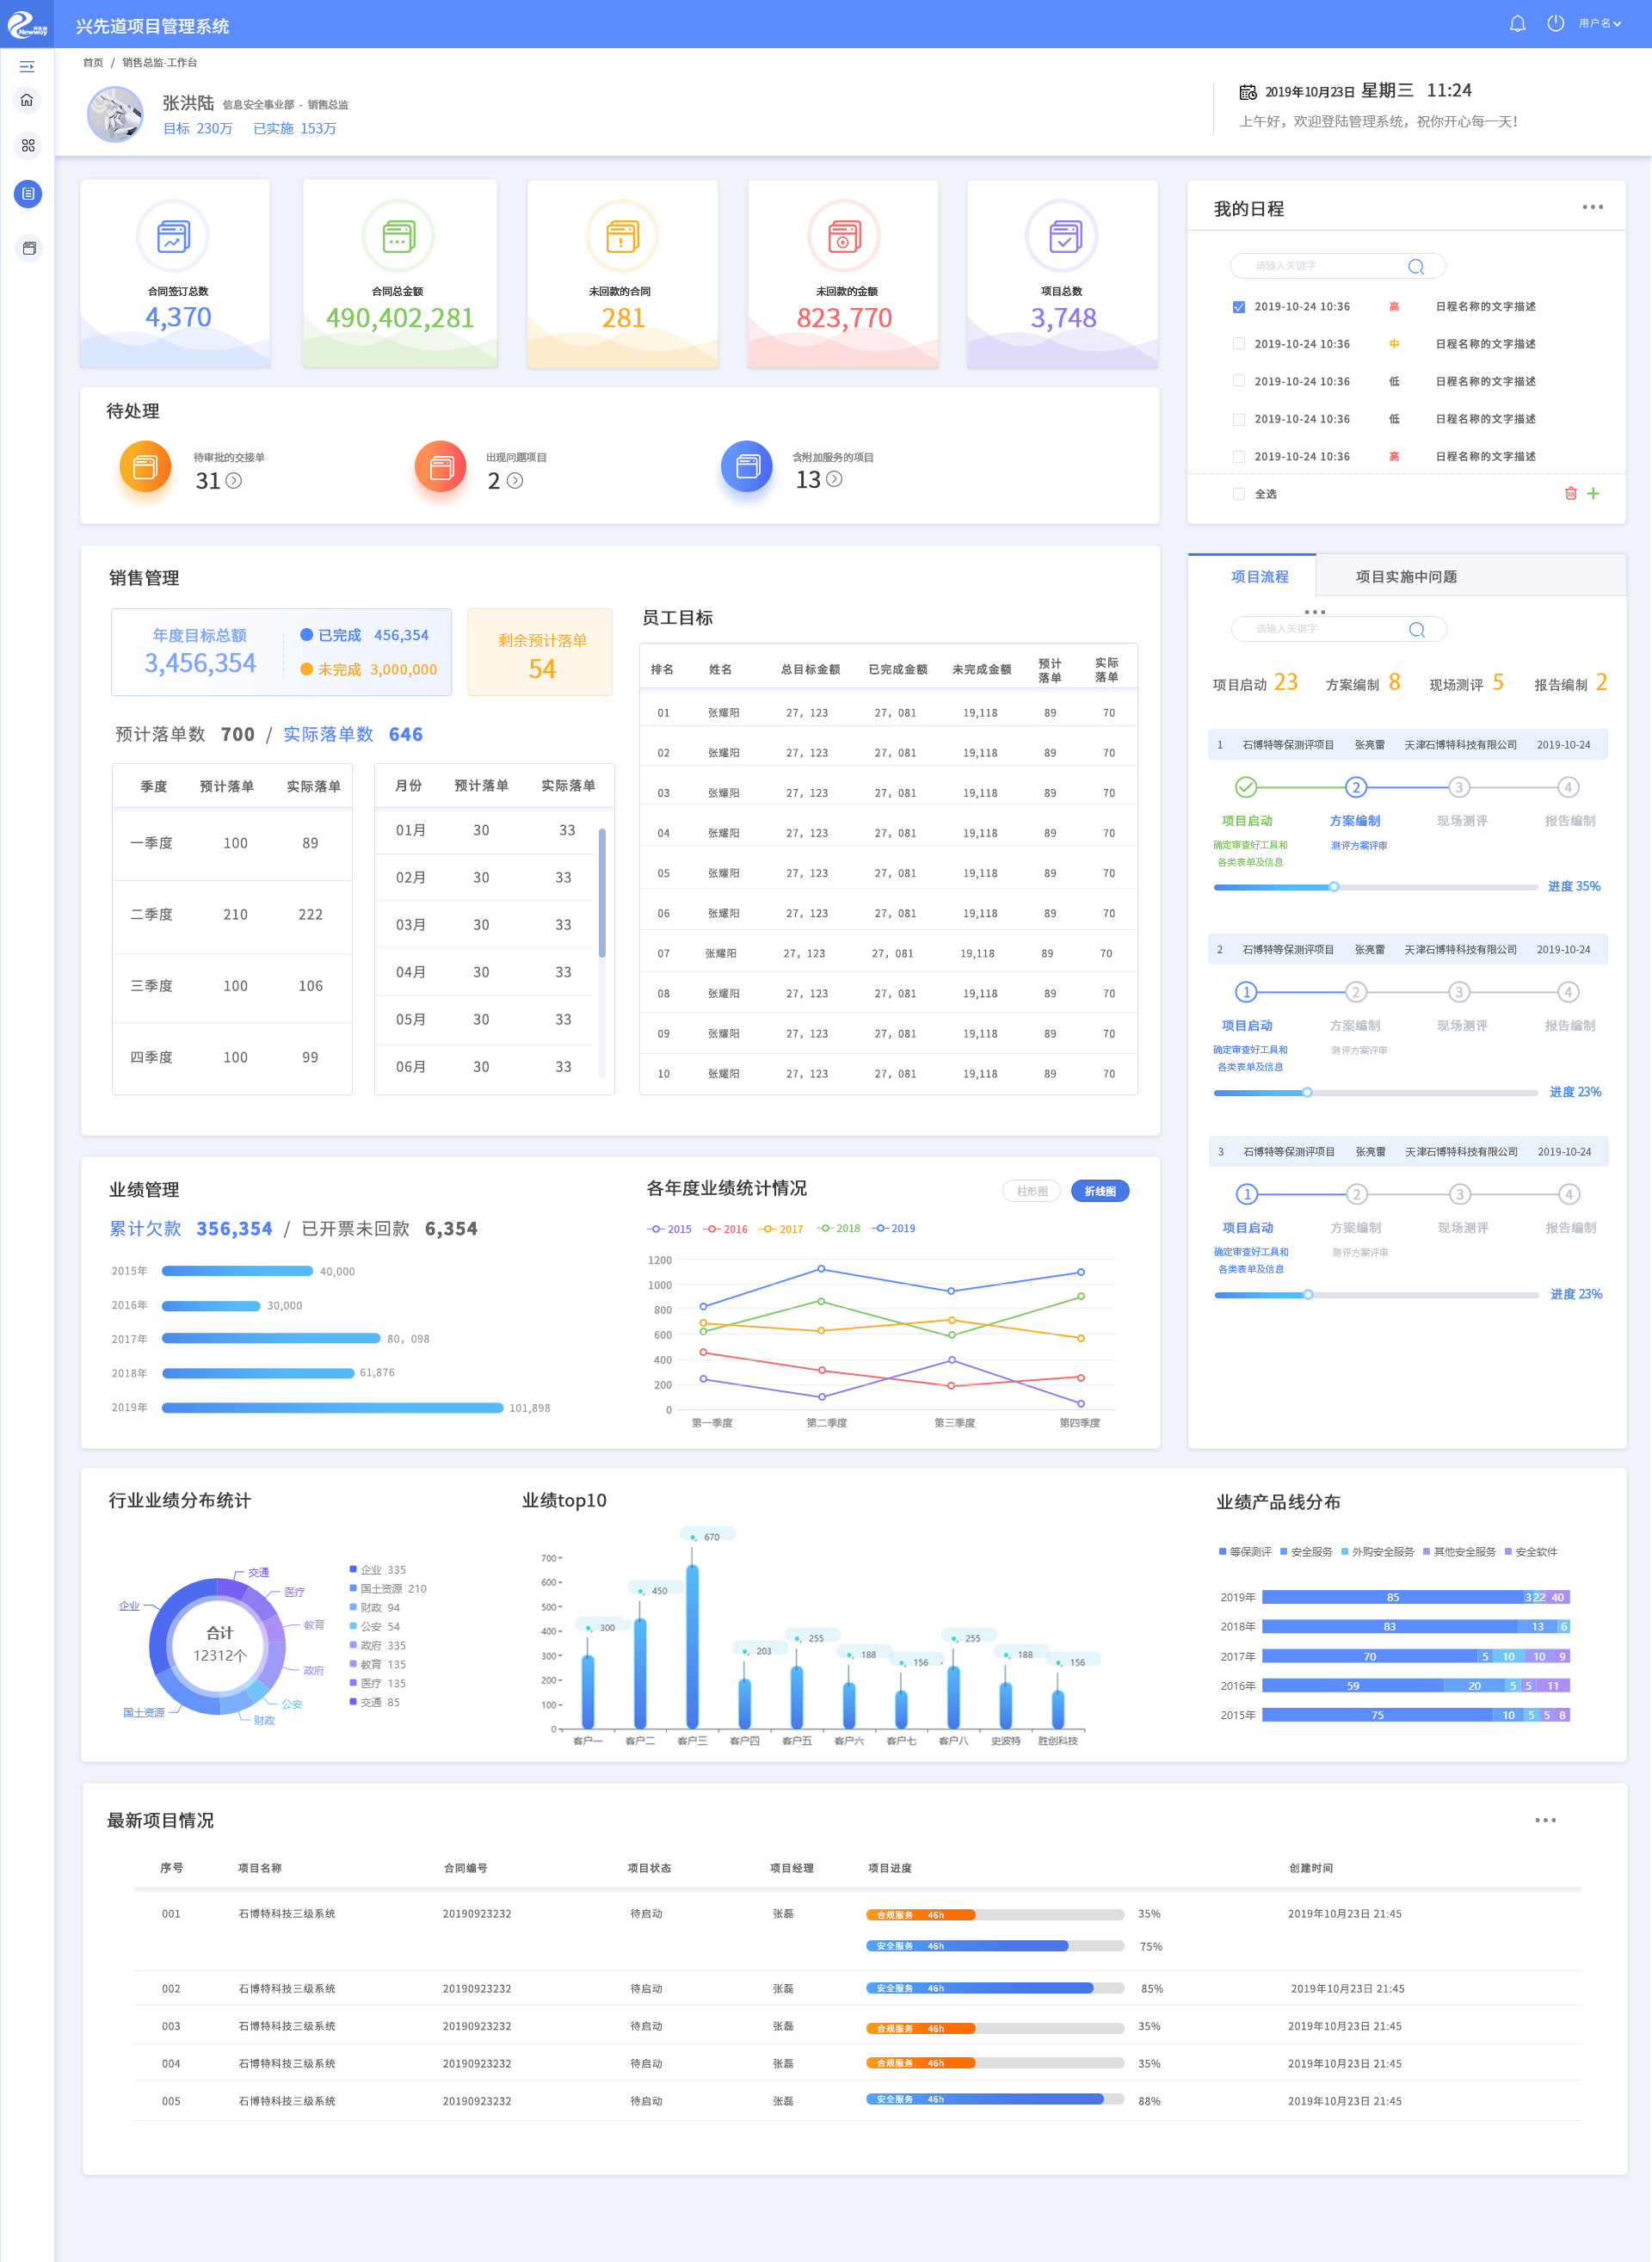 Newway
兴先道项目管理系统
用户名
首页 / 销售总监-工作台
张洪陆 信息安全事业部 - 销售总监
目标 230万 已实施 153万
2019年10月23日 星期三 11:24
上午好，欢迎登陆管理系统，祝你开心每一天!
合同签订总数
4,370
合同总金额
490,402,281
未回款的合同
281
未回款的金额
823,770
项目总数
3,748
待处理
待审批的交接单
31
出现问题项目
2
含附加服务的项目
13
我的日程
请输入关键字
2019-10-24 10:36 高 日程名称的文字描述
2019-10-24 10:36 中 日程名称的文字描述
2019-10-24 10:36 低 日程名称的文字描述
2019-10-24 10:36 低 日程名称的文字描述
2019-10-24 10:36 高 日程名称的文字描述
全选
销售管理
年度目标总额
3,456,354
已完成 456,354
未完成 3,000,000
剩余预计落单
54
预计落单数 700 / 实际落单数 646
季度 预计落单 实际落单
一季度 100 89
二季度 210 222
三季度 100 106
四季度 100 99
月份 预计落单 实际落单
01月 30 33
02月 30 33
03月 30 33
04月 30 33
05月 30 33
06月 30 33
员工目标
排名 姓名 总目标金额 已完成金额 未完成金额 预计落单 实际落单
01 张耀阳 27，123 27，081 19,118 89 70
02 张耀阳 27，123 27，081 19,118 89 70
03 张耀阳 27，123 27，081 19,118 89 70
04 张耀阳 27，123 27，081 19,118 89 70
05 张耀阳 27，123 27，081 19,118 89 70
06 张耀阳 27，123 27，081 19,118 89 70
07 张耀阳 27，123 27，081 19,118 89 70
08 张耀阳 27，123 27，081 19,118 89 70
09 张耀阳 27，123 27，081 19,118 89 70
10 张耀阳 27，123 27，081 19,118 89 70
项目流程 项目实施中问题
请输入关键字
项目启动 23 方案编制 8 现场测评 5 报告编制 2
1 石博特等保测评项目 张亮雷 天津石博特科技有限公司 2019-10-24
2 3 4
项目启动 方案编制 现场测评 报告编制
确定审查好工具和 测评方案评审
各类表单及信息
进度 35%
2 石博特等保测评项目 张亮雷 天津石博特科技有限公司 2019-10-24
1 2 3 4
项目启动 方案编制 现场测评 报告编制
确定审查好工具和 测评方案评审
各类表单及信息
进度 23%
3 石博特等保测评项目 张亮雷 天津石博特科技有限公司 2019-10-24
1 2 3 4
项目启动 方案编制 现场测评 报告编制
确定审查好工具和 测评方案评审
各类表单及信息
进度 23%
业绩管理
累计欠款 356,354 / 已开票未回款 6,354
2015年 40,000
2016年 30,000
2017年 80，098
2018年 61,876
2019年 101,898
各年度业绩统计情况
柱形图 折线图
2015 2016 2017 2018 2019
1200
1000
800
600
400
200
0
第一季度 第二季度 第三季度 第四季度
行业业绩分布统计
交通
医疗
教育
政府
公安
财政
国土资源
企业
合计
12312个
企业 335
国土资源 210
财政 94
公安 54
政府 335
教育 135
医疗 135
交通 85
业绩top10
700
600
500
400
300
200
100
0
300
450
670
203
255
188
156
255
188
156
客户一 客户二 客户三 客户四 客户五 客户六 客户七 客户八 史波特 胜创科技
业绩产品线分布
等保测评 安全服务 外购安全服务 其他安全服务 安全软件
2019年 85 3 22 40
2018年 83 13 6
2017年 70 5 10 10 9
2016年 59 20 5 5 11
2015年 75 10 5 5 8
最新项目情况
序号 项目名称 合同编号 项目状态 项目经理 项目进度 创建时间
001 石博特科技三级系统 20190923232 待启动 张磊 合规服务 46h 35% 2019年10月23日 21:45
安全服务 46h 75%
002 石博特科技三级系统 20190923232 待启动 张磊 安全服务 46h 85% 2019年10月23日 21:45
003 石博特科技三级系统 20190923232 待启动 张磊 合规服务 46h 35% 2019年10月23日 21:45
004 石博特科技三级系统 20190923232 待启动 张磊 合规服务 46h 35% 2019年10月23日 21:45
005 石博特科技三级系统 20190923232 待启动 张磊 安全服务 46h 88% 2019年10月23日 21:45